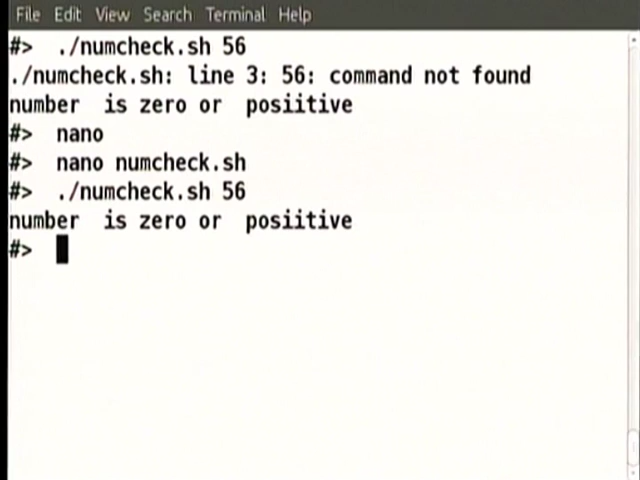 File Edit View Search Terminal Help
#> ./numcheck.sh 56
./numcheck.sh: line 3: 56: command not found
number is zero or posiitive
#> nano
#> nano numcheck.sh
#> ./numcheck.sh 56
number is zero or posiitive
#>